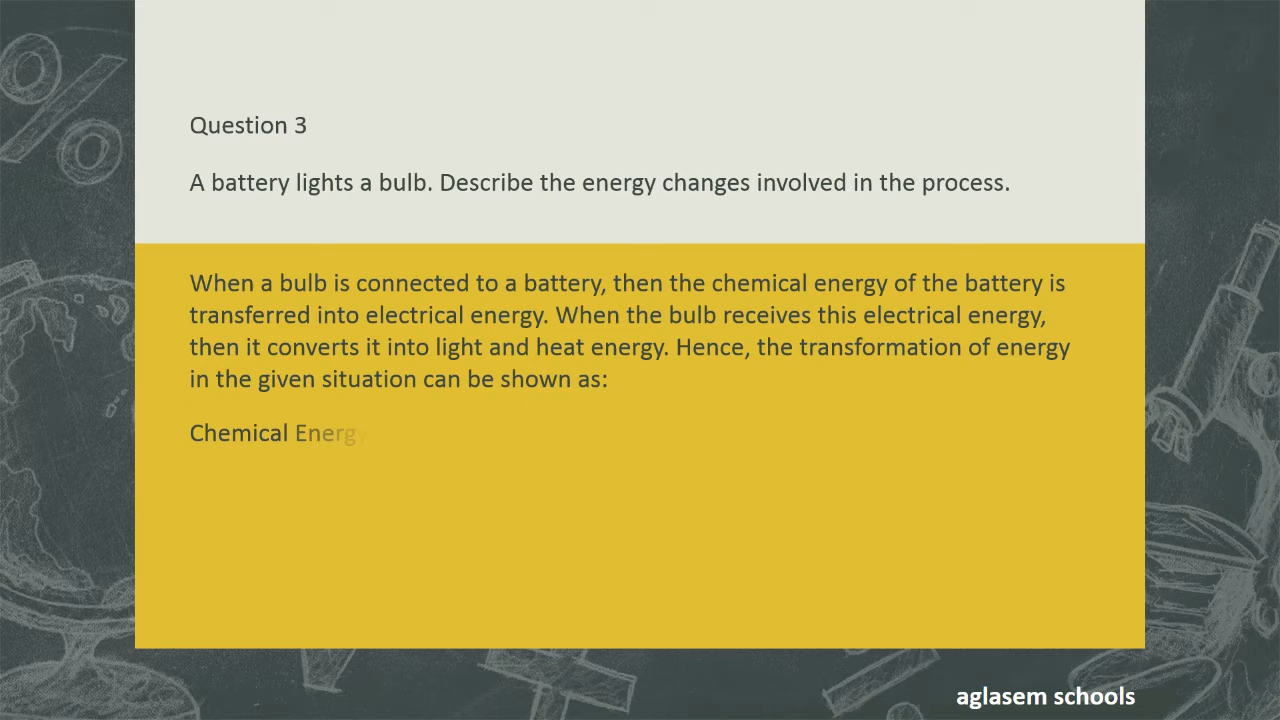 Question 3
A battery lights a bulb. Describe the energy changes involved in the process.
When a bulb is connected to a battery, then the chemical energy of the battery is
transferred into electrical energy. When the bulb receives this electrical energy,
then it converts it into light and heat energy. Hence, the transformation of energy
in the given situation can be shown as:
Chemical Energy
aglasem schools